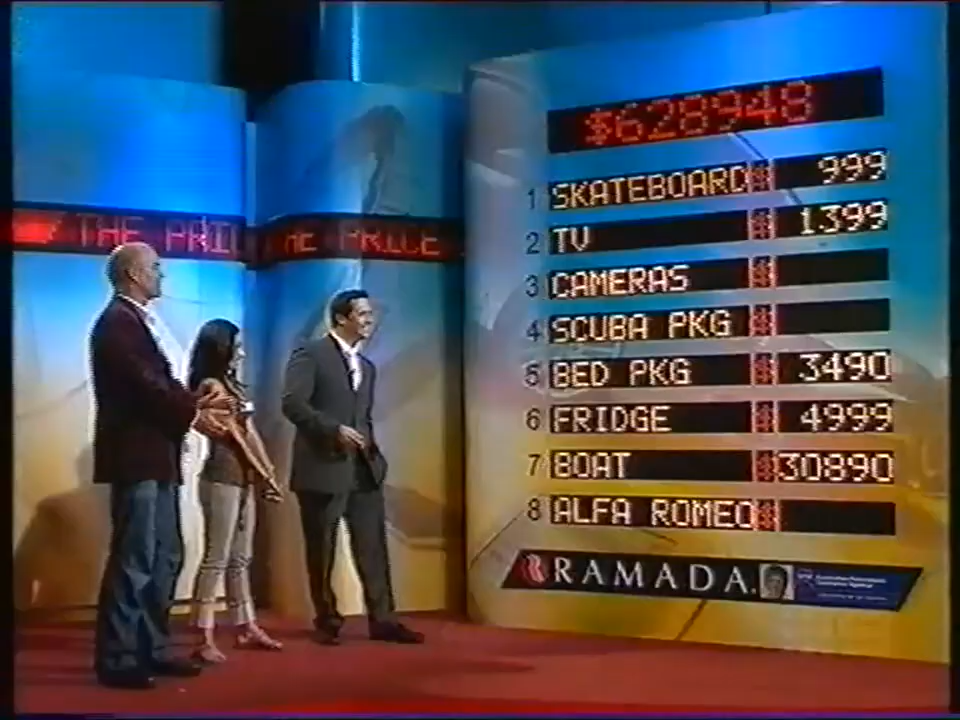 $628948
1 SKATEBOARD 999
2 TV 1399
3 CAMERAS
4 SCUBA PKG
5 BED PKG 3490
6 FRIDGE 4999
7 BOAT 30890
8 ALFA ROMEO
THE PRI
HE PRICE
RAMADA.